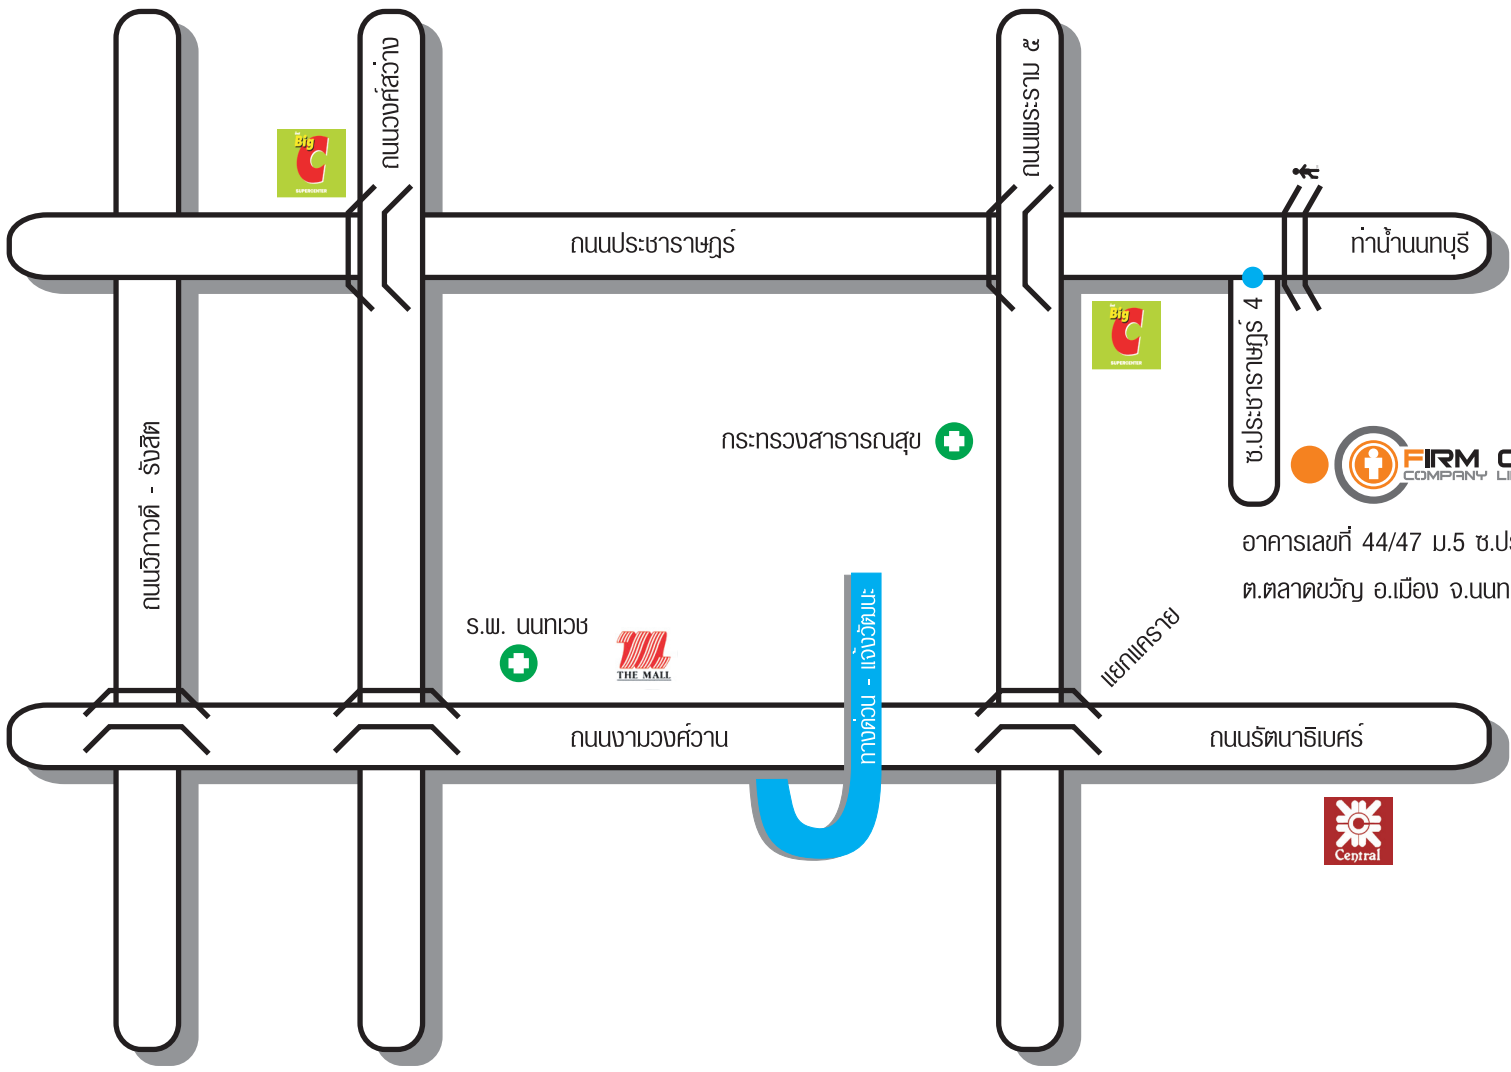 ถนนวงศ์สว่าง
ถนนพระราม ๕
Big
C
SUPERCENTER
ถนนประชาราษฎร์
ท่าน้ำนนทบุรี
Big
C
SUPERCENTER
ซ.ประชาราษฎร์ 4
ถนนวิภาวดี - รังสิต
กระทรวงสาธารณสุข
FIRM C
COMPANY LI
อาคารเลขที่ 44/47 ม.5 ซ.ปร
ต.ตลาดขวัญ อ.เมือง จ.นนท
ร.พ. นนทเวช
THE MALL
ทางด่วน - แจ้งวัฒนะ
แยกแคราย
ถนนงามวงศ์วาน
ถนนรัตนาธิเบศร์
Central